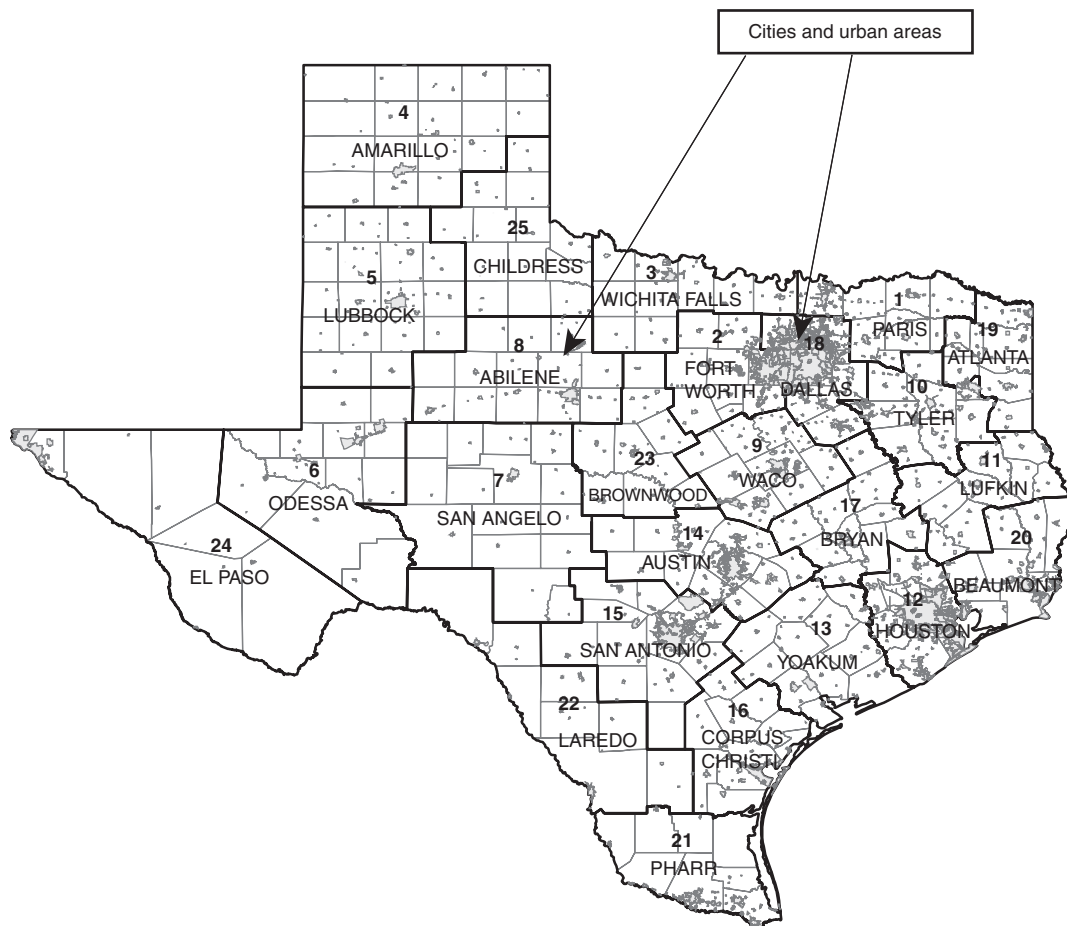 Cities and urban areas
4
AMARILLO
25
CHILDRESS
5
LUBBOCK
3
WICHITA FALLS
1
PARIS
19
ATLANTA
2
FORT
WORTH
18
DALLAS
8
ABILENE
10
TYLER
9
WACO
23
BROWNWOOD
11
LUFKIN
6
ODESSA
7
SAN ANGELO
17
BRYAN
14
AUSTIN
20
BEAUMONT
24
EL PASO
12
HOUSTON
15
SAN ANTONIO
13
YOAKUM
22
LAREDO
16
CORPUS
CHRISTI
21
PHARR